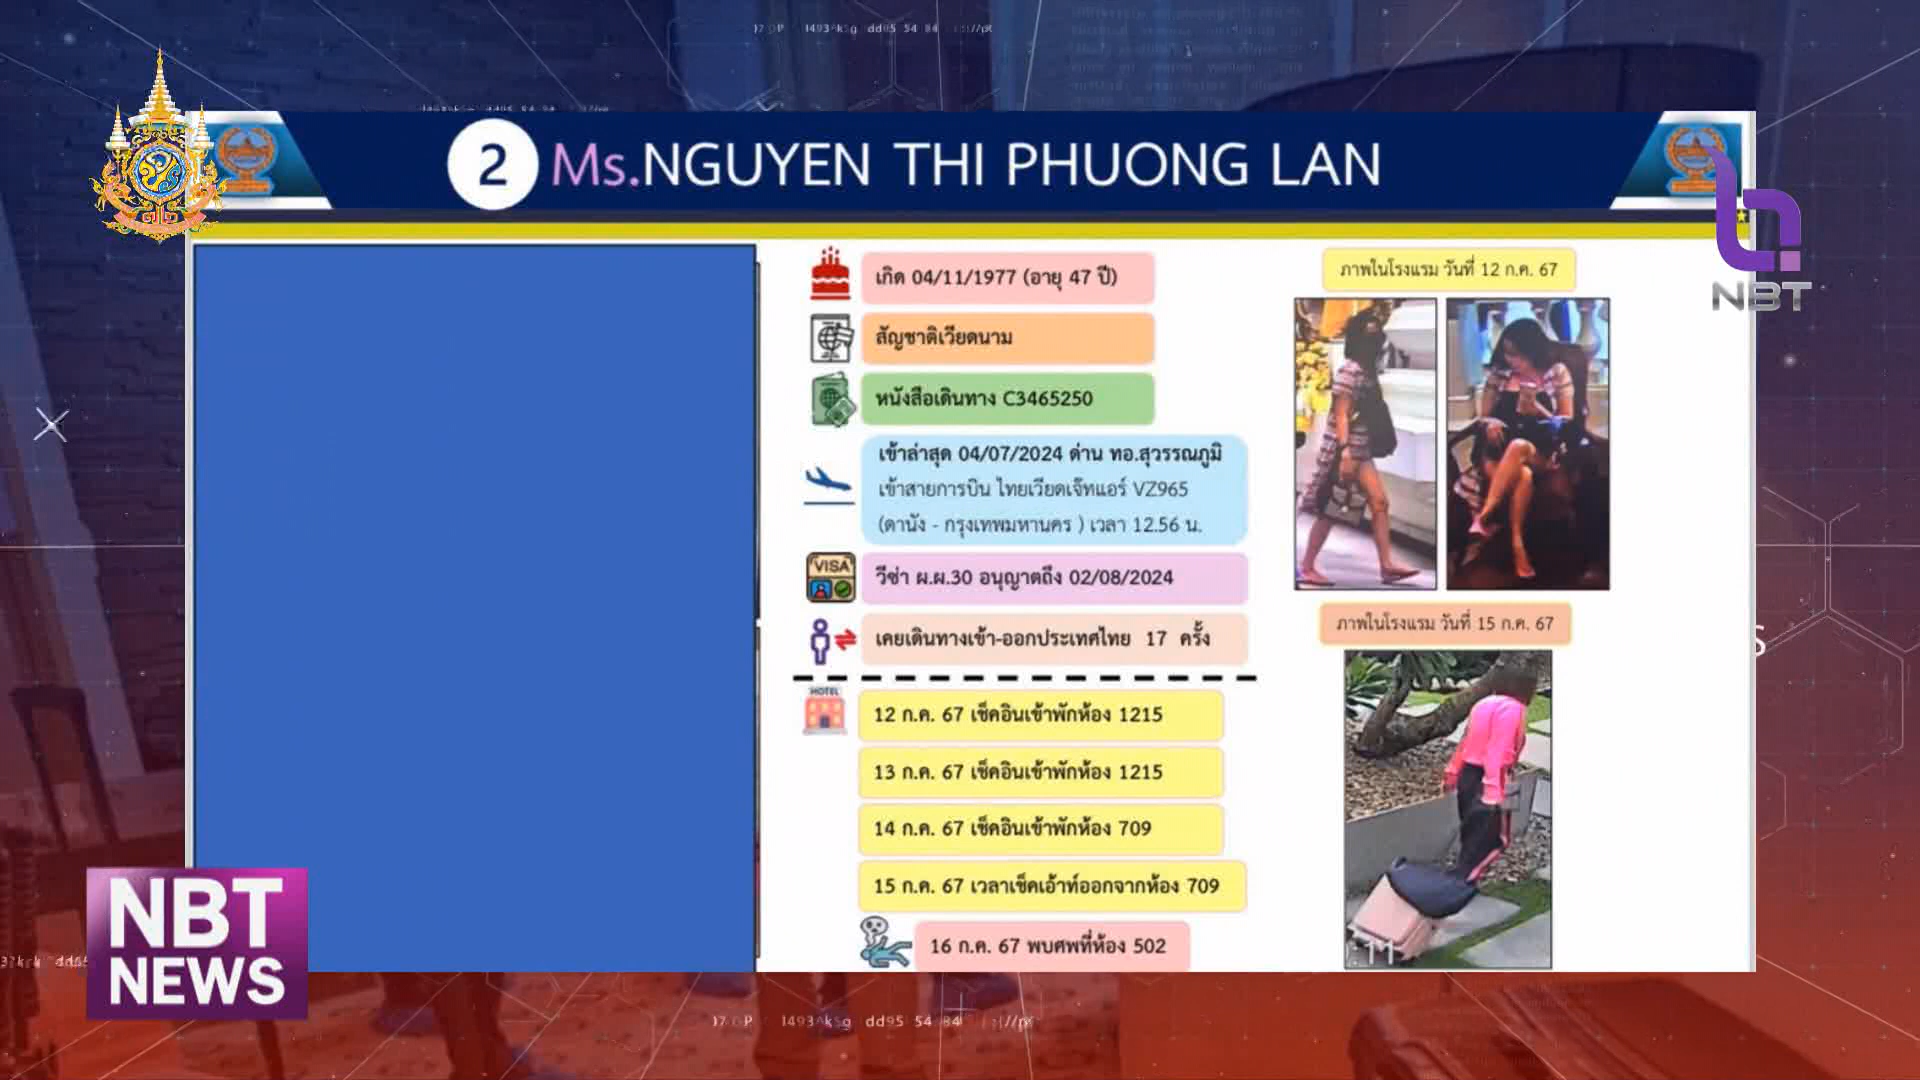 2 Ms.NGUYEN THI PHUONG LAN
NBT
เกิด 04/11/1977 (อายุ 47 ปี)
สัญชาติเวียดนาม
หนังสือเดินทาง C3465250
เข้าล่าสุด 04/07/2024 ด่าน ทอ.สุวรรณภูมิ
เข้าสายการบิน ไทยเวียดเจ็ทแอร์ VZ965
(ดานัง - กรุงเทพมหานคร ) เวลา 12.56 น.
VISA
วีซ่า ผ.ผ.30 อนุญาตถึง 02/08/2024
เคยเดินทางเข้า-ออกประเทศไทย 17 ครั้ง
HOTEL
12 ก.ค. 67 เช็คอินเข้าพักห้อง 1215
13 ก.ค. 67 เช็คอินเข้าพักห้อง 1215
14 ก.ค. 67 เช็คอินเข้าพักห้อง 709
15 ก.ค. 67 เวลาเช็คเอ้าท์ออกจากห้อง 709
16 ก.ค. 67 พบศพที่ห้อง 502
ภาพในโรงแรม วันที่ 12 ก.ค. 67
ภาพในโรงแรม วันที่ 15 ก.ค. 67
:11
NBT
NEWS